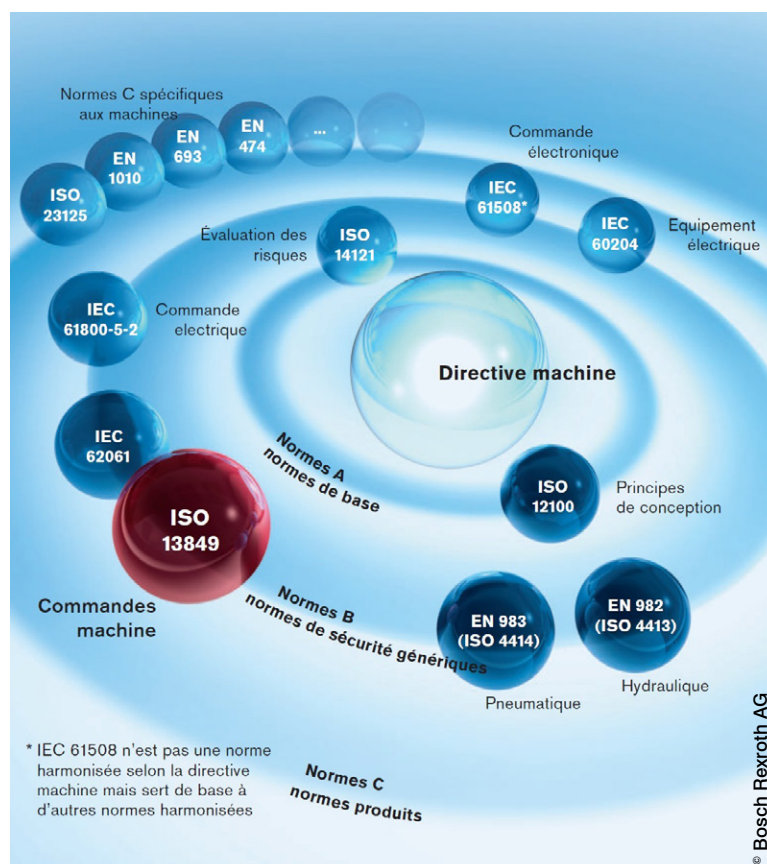 Normes C spécifiques
aux machines
EN
474
...
EN
693
EN
1010
ISO
23125
Commande
électronique
IEC
61508*
IEC
60204
Equipement
électrique
Évaluation des
risques
ISO
14121
IEC
61800-5-2
Commande
electrique
Directive machine
IEC
62061
Normes A
normes de base
ISO
12100
Principes
de conception
ISO
13849
Commandes
machine
Normes B
normes de sécurité génériques
EN 983
(ISO 4414)
Pneumatique
EN 982
(ISO 4413)
Hydraulique
* IEC 61508 n'est pas une norme
harmonisée selon la directive
machine mais sert de base à
d'autres normes harmonisées
Normes C
normes produits
© Bosch Rexroth AG